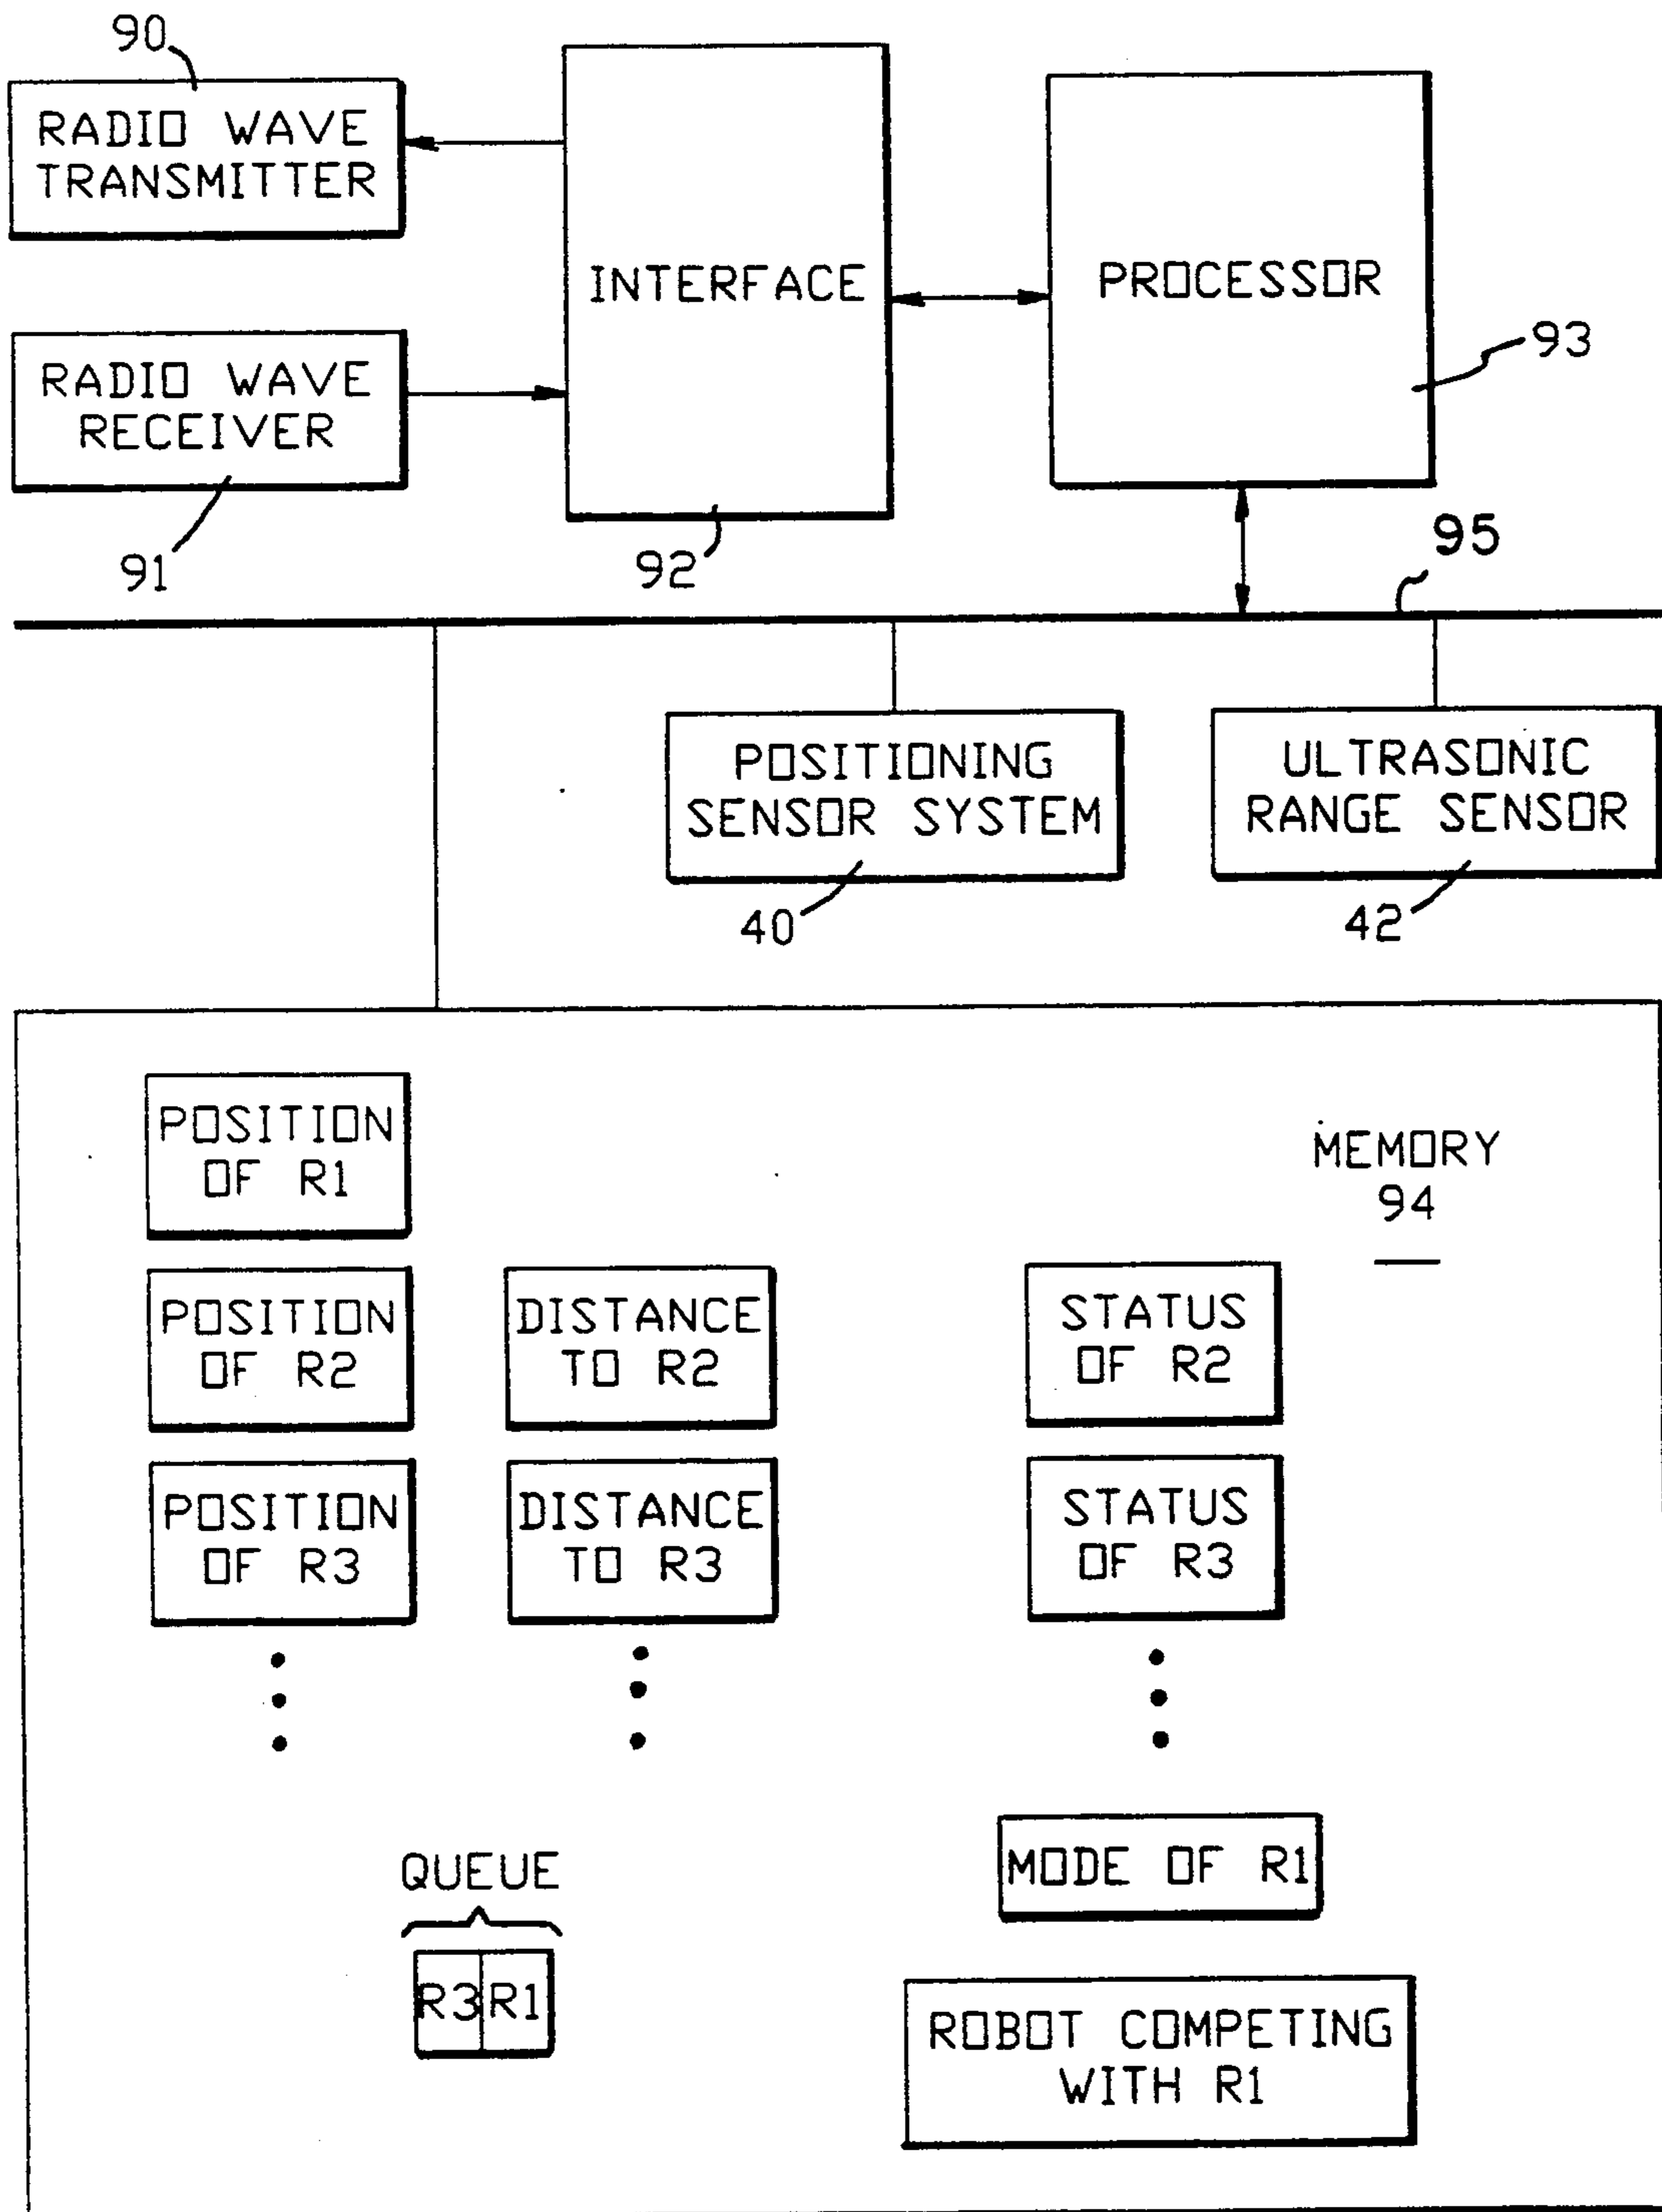 90
RADIO WAVE
TRANSMITTER
INTERFACE
PROCESSOR
93
RADIO WAVE
RECEIVER
91
92
95
POSITIONING
SENSOR SYSTEM
40
ULTRASONIC
RANGE SENSOR
42
MEMORY
94
POSITION
OF R1
POSITION
OF R2
DISTANCE
TO R2
STATUS
OF R2
POSITION
OF R3
DISTANCE
TO R3
STATUS
OF R3
MODE OF R1
QUEUE
R3 R1
ROBOT COMPETING
WITH R1